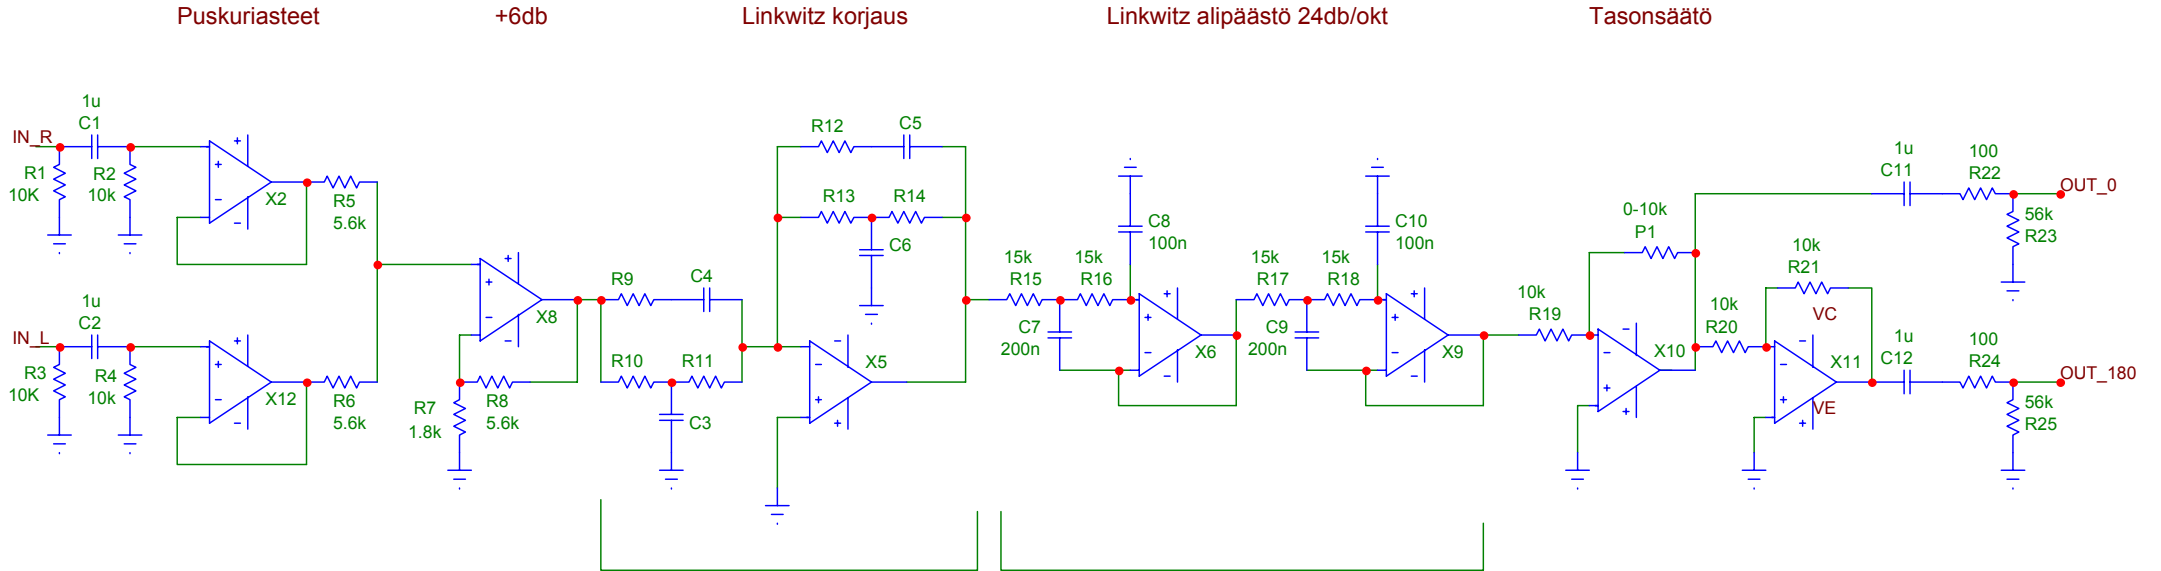 Puskuriasteet
+6db
Linkwitz korjaus
Linkwitz alipäästö 24db/okt
Tasonsäätö
IN_R
1u
C1
R1
10K
R2
10k
X2
R5
5.6k
IN_L
1u
C2
R3
10K
R4
10k
X12
R6
5.6k
X8
R7
1.8k
R8
5.6k
R9
C4
R10
R11
C3
R12
C5
R13
R14
C6
X5
15k
R15
15k
R16
C7
200n
C8
100n
X6
15k
R17
15k
R18
C9
200n
C10
100n
X9
10k
R19
0-10k
P1
X10
10k
R20
10k
R21
VC
X11
VE
1u
C11
100
R22
OUT_0
56k
R23
1u
C12
100
R24
OUT_180
56k
R25